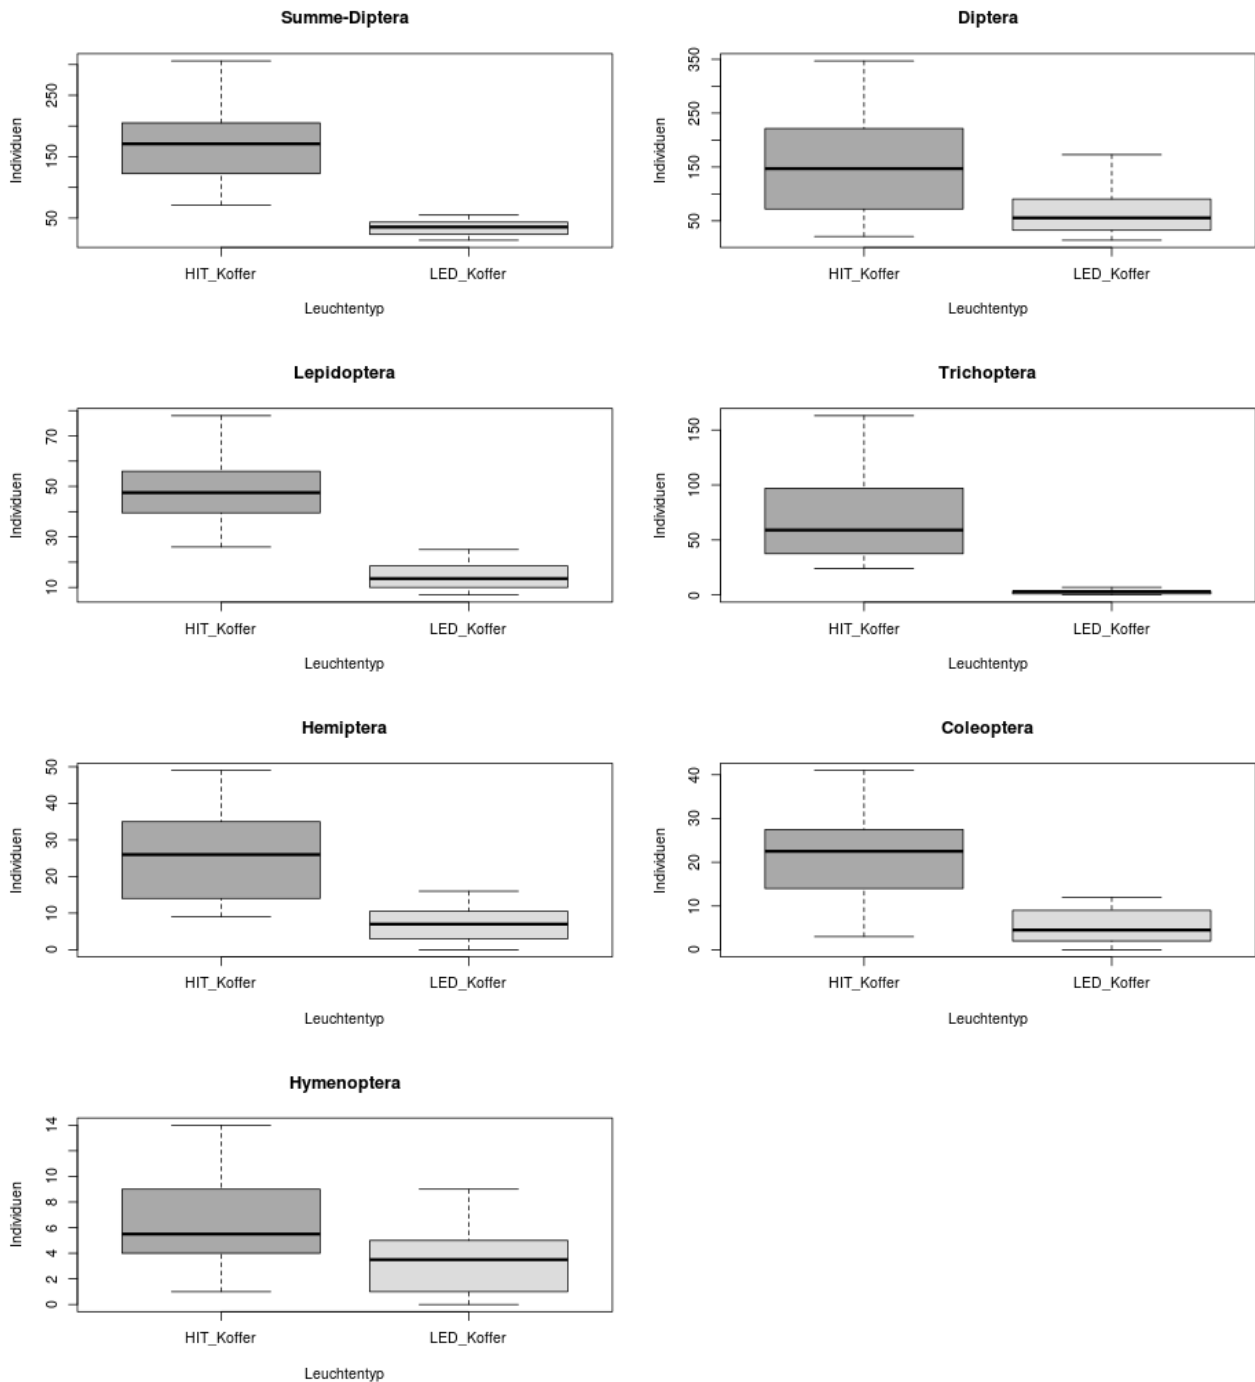 Summe-Diptera
Individuen
250
150
50
HIT_Koffer LED_Koffer
Leuchtentyp
Diptera
Individuen
350
250
150
50
HIT_Koffer LED_Koffer
Leuchtentyp
Lepidoptera
Individuen
70
50
30
10
HIT_Koffer LED_Koffer
Leuchtentyp
Trichoptera
Individuen
150
100
50
0
HIT_Koffer LED_Koffer
Leuchtentyp
Hemiptera
Individuen
50
40
30
20
10
0
HIT_Koffer LED_Koffer
Leuchtentyp
Coleoptera
Individuen
40
30
20
10
0
HIT_Koffer LED_Koffer
Leuchtentyp
Hymenoptera
Individuen
14
10
8
6
4
2
0
HIT_Koffer LED_Koffer
Leuchtentyp